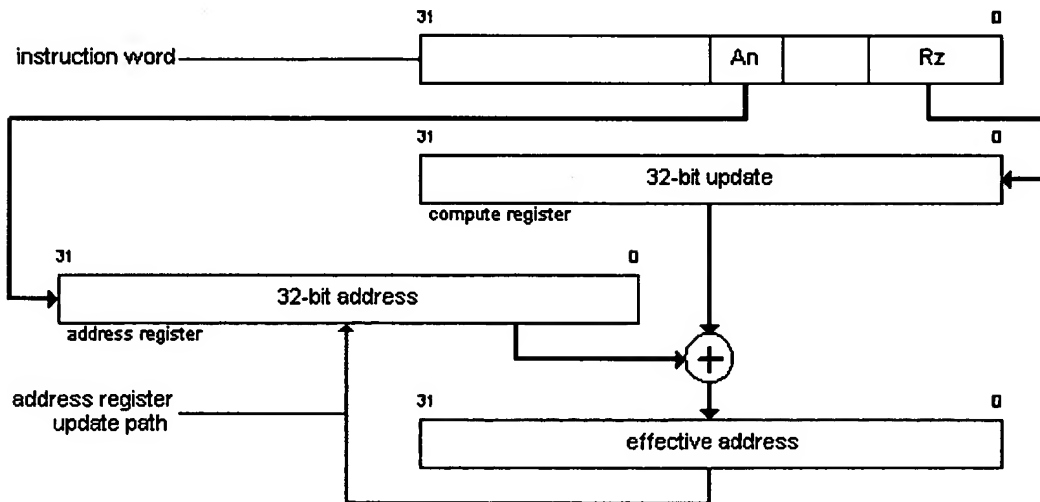 31 0
instruction word An Rz
31 0
32-bit update
compute register
31 0
32-bit address
address register
+
address register
update path
31 0
effective address